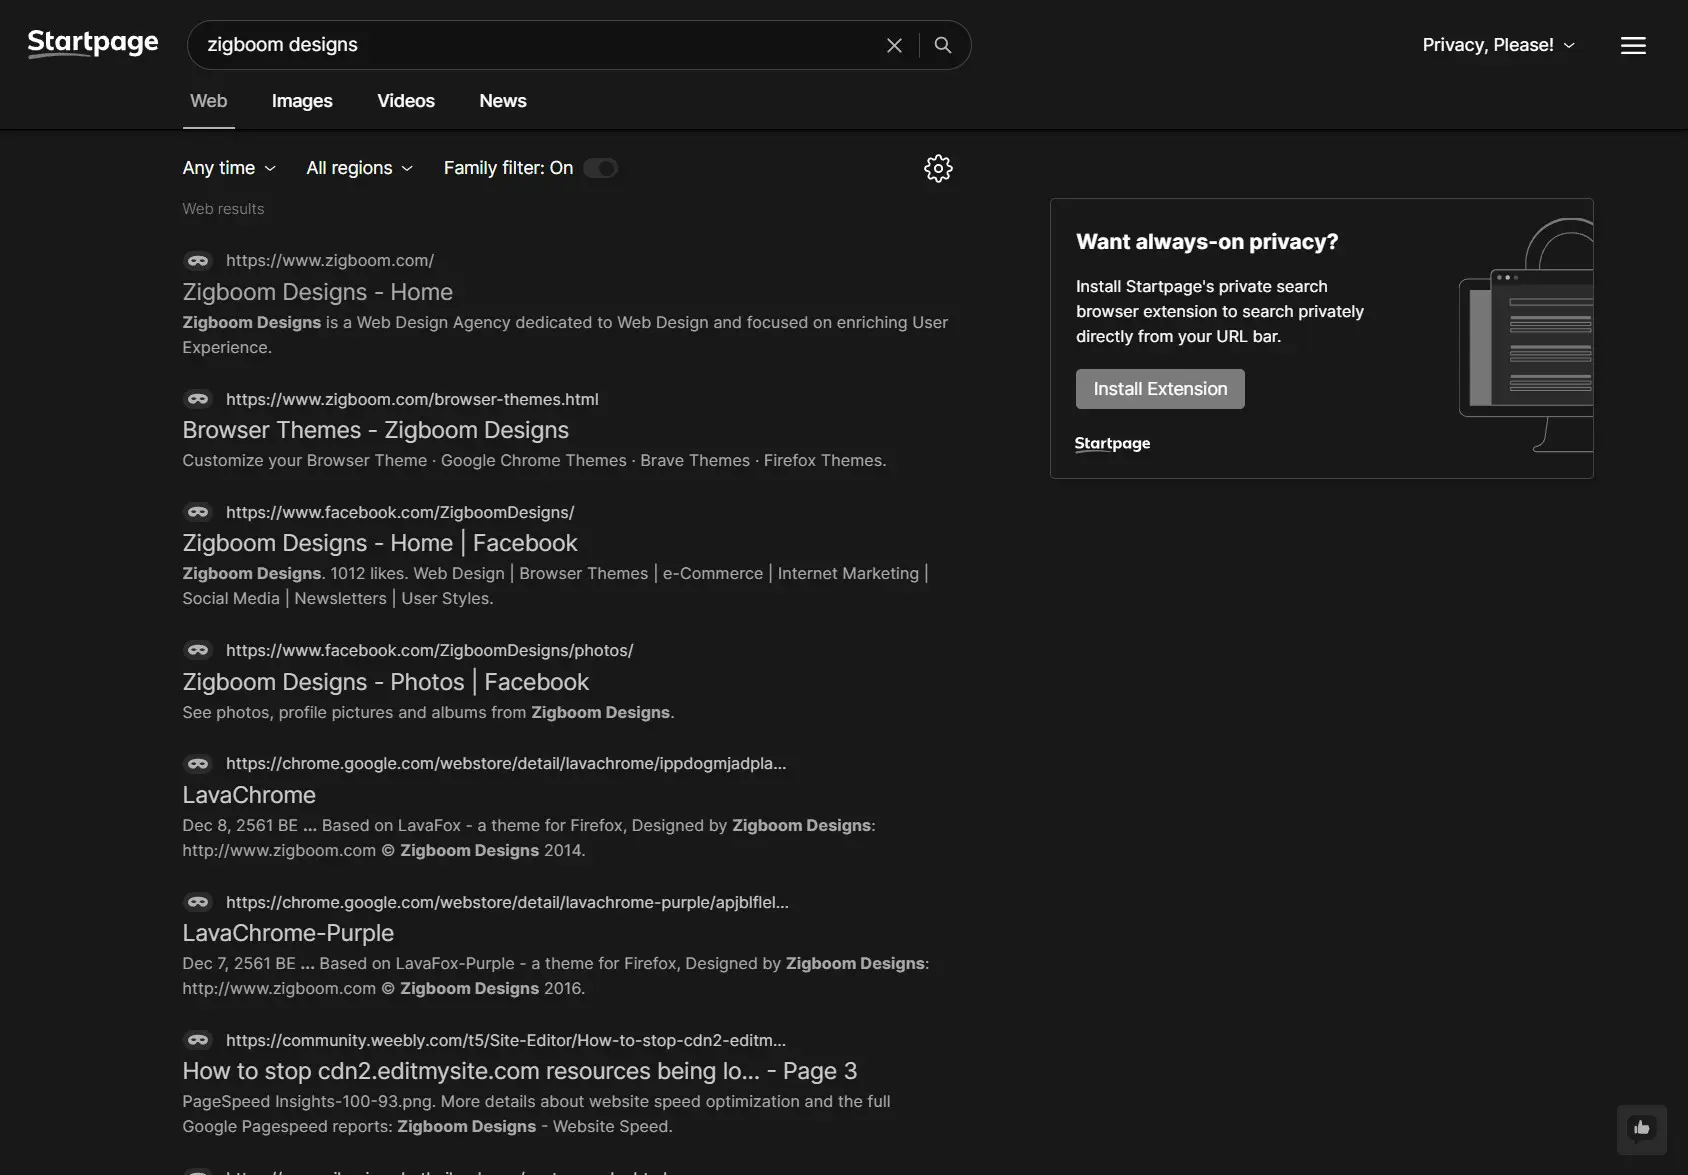 Startpage
zigboom designs
Privacy, Please!
Web
Images
Videos
News
Any time
All regions
Family filter: On
Web results
https://www.zigboom.com/
Zigboom Designs - Home
Zigboom Designs is a Web Design Agency dedicated to Web Design and focused on enriching User
Experience.
https://www.zigboom.com/browser-themes.html
Browser Themes - Zigboom Designs
Customize your Browser Theme · Google Chrome Themes · Brave Themes · Firefox Themes.
https://www.facebook.com/ZigboomDesigns/
Zigboom Designs - Home | Facebook
Zigboom Designs. 1012 likes. Web Design | Browser Themes | e-Commerce | Internet Marketing |
Social Media | Newsletters | User Styles.
https://www.facebook.com/ZigboomDesigns/photos/
Zigboom Designs - Photos | Facebook
See photos, profile pictures and albums from Zigboom Designs.
https://chrome.google.com/webstore/detail/lavachrome/ippdogmjadpla...
LavaChrome
Dec 8, 2561 BE ... Based on LavaFox - a theme for Firefox, Designed by Zigboom Designs:
http://www.zigboom.com © Zigboom Designs 2014.
https://chrome.google.com/webstore/detail/lavachrome-purple/apjblflel...
LavaChrome-Purple
Dec 7, 2561 BE ... Based on LavaFox-Purple - a theme for Firefox, Designed by Zigboom Designs:
http://www.zigboom.com © Zigboom Designs 2016.
https://community.weebly.com/t5/Site-Editor/How-to-stop-cdn2-editm...
How to stop cdn2.editmysite.com resources being lo... - Page 3
PageSpeed Insights-100-93.png. More details about website speed optimization and the full
Google Pagespeed reports: Zigboom Designs - Website Speed.
Want always-on privacy?
Install Startpage's private search
browser extension to search privately
directly from your URL bar.
Install Extension
Startpage